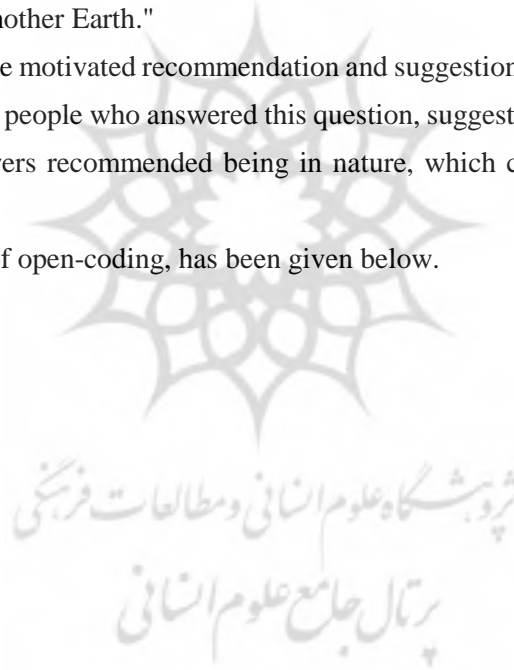 nother Earth."
e motivated recommendation and suggestion
people who answered this question, suggest
ers recommended being in nature, which c
f open-coding, has been given below.
پژوهشگاه علوم انسانی و مطالعات فرهنگی
پرتال جامع علوم انسانی